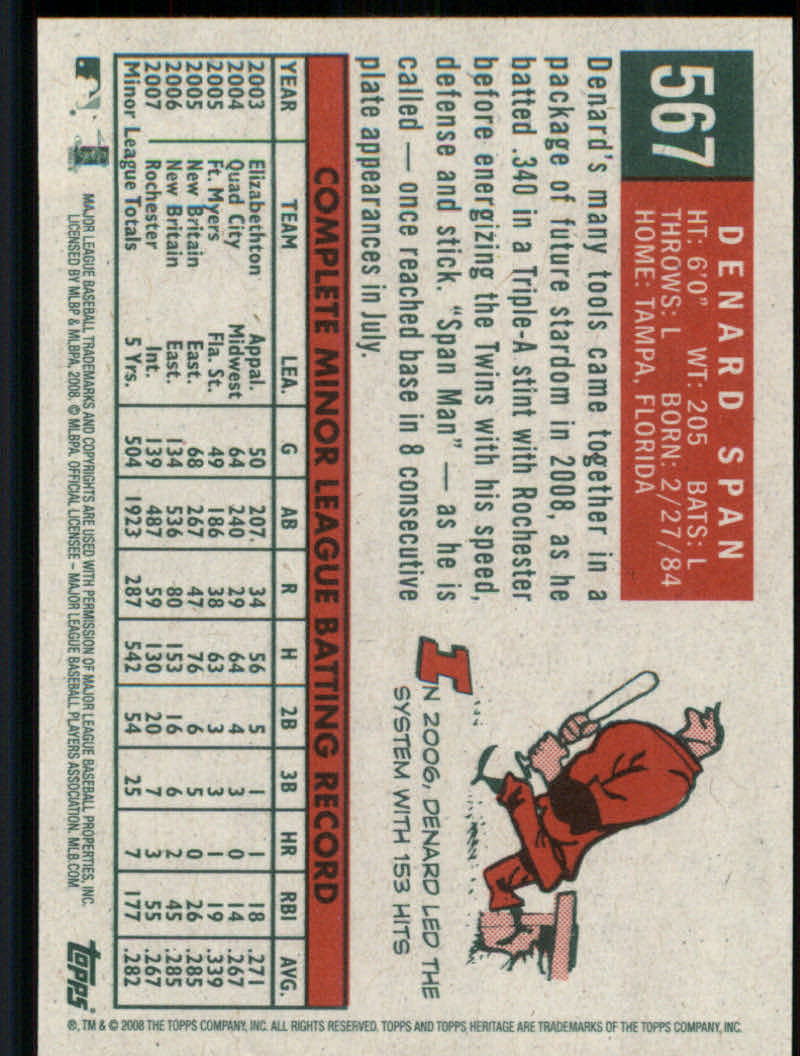 567
DENARD SPAN
HT: 6'0" WT: 205 BATS: L
THROWS: L BORN: 2/27/84
HOME: TAMPA, FLORIDA
Denard's many tools came together in a
package of future stardom in 2008, as he
batted .340 in a Triple-A stint with Rochester
before energizing the Twins with his speed,
defense and stick. "Span Man" — as he is
called — once reached base in 8 consecutive
plate appearances in July.
IN 2006, DENARD LED THE
SYSTEM WITH 153 HITS
COMPLETE MINOR LEAGUE BATTING RECORD
YEAR TEAM LEA. G AB R H 2B 3B HR RBI AVG.
2003 Elizabethton Appal. 50 207. 34 56 5 1 1 18 .271
2004 Quad City Midwest 64 240 29 64 4 3 0 14 .267
2005 Ft. Myers Fla. St. 49 186 38 63 3 3 1 19 .339
2005 New Britain East. 68 267 47 76 6 5 0 26 .285
2006 New Britain East. 134 536 80 153 16 6 2 45 .285
2007 Rochester Int. 139 487 59 130 20 7 3 55 .267
Minor League Totals 5 Yrs. 504 1923 287 542 54 25 7 177 .282
MAJOR LEAGUE BASEBALL TRADEMARKS AND COPYRIGHTS ARE USED WITH PERMISSION OF MAJOR LEAGUE BASEBALL PROPERTIES, INC.
LICENSED BY MLBP & MLBPA, 2008. © MLBPA. OFFICIAL LICENSEE – MAJOR LEAGUE BASEBALL PLAYERS ASSOCIATION. MLB.COM
topps
®, TM & © 2008 THE TOPPS COMPANY, INC. ALL RIGHTS RESERVED. TOPPS AND TOPPS HERITAGE ARE TRADEMARKS OF THE TOPPS COMPANY, INC.